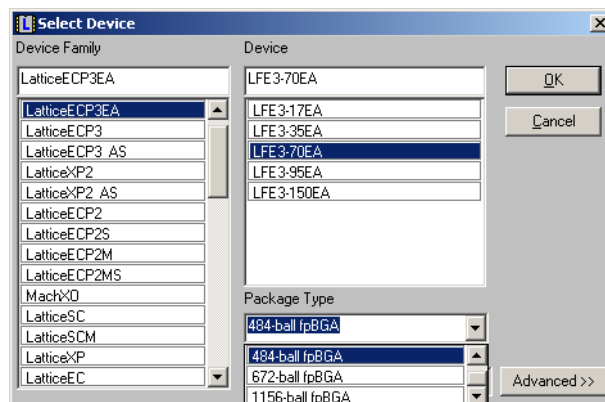 Select Device
Device Family
Device
LatticeECP3EA
LFE3-70EA
OK
Cancel
LatticeECP3EA
LatticeECP3
LatticeECP3 AS
LatticeXP2
LatticeXP2 AS
LatticeECP2
LatticeECP2S
LatticeECP2M
LatticeECP2MS
MachXO
LatticeSC
LatticeSCM
LatticeXP
LatticeEC
LFE3-17EA
LFE3-35EA
LFE3-70EA
LFE3-95EA
LFE3-150EA
Package Type
484-ball fpBGA
484-ball fpBGA
672-ball fpBGA
1156-ball fpBGA
Advanced >>